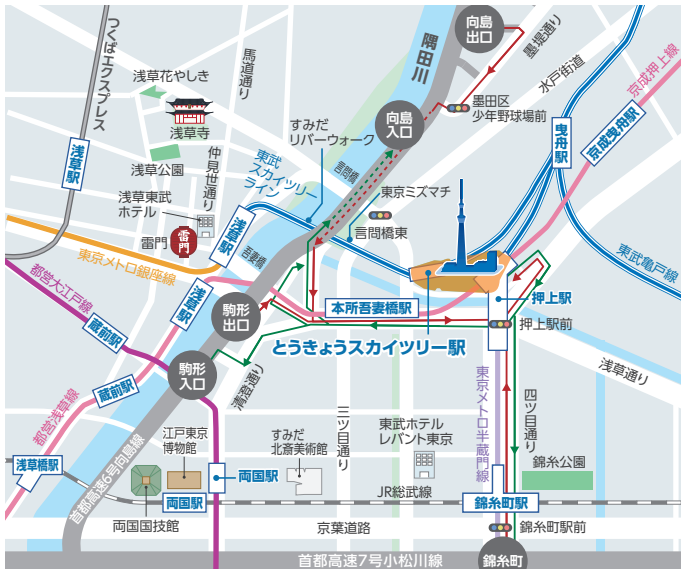 つくばエクスプレス
馬道通り
浅草花やしき
浅草寺
浅草公園
仲見世通り
浅草駅
浅草東武
ホテル
雷門
雷門
東京メトロ銀座線
東武
スカイツリー
ライン
すみだ
リバーウォーク
言問橋
隅田川
向島
出口
墨堤通り
水戸街道
京成押上線
墨田区
少年野球場前
向島
入口
曳舟駅
京成曳舟駅
東京ミズマチ
言問橋東
浅草駅
吾妻橋
東武亀戸線
都営大江戸線
浅草駅
駒形
出口
本所吾妻橋駅
押上駅
押上駅前
とうきょうスカイツリー駅
蔵前駅
駒形
入口
清澄通り
浅草通り
蔵前駅
都営浅草線
浅草橋駅
首都高速6号向島線
江戸東京
博物館
すみだ
北斎美術館
三ツ目通り
東武ホテル
レバント東京
東京メトロ半蔵門線
四ツ目通り
錦糸公園
両国駅
両国駅
JR総武線
錦糸町駅
両国国技館
京葉道路
錦糸町駅前
首都高速7号小松川線
錦糸町